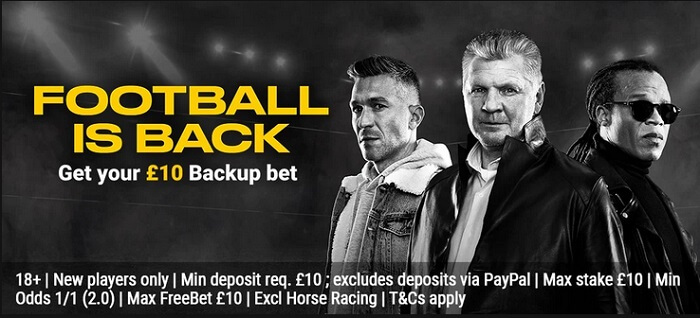 FOOTBALL
IS BACK
Get your £10 Backup bet
18+ | New players only | Min deposit req. £10 ; excludes deposits via PayPal | Max stake £10 | Min
Odds 1/1 (2.0) | Max FreeBet £10 | Excl Horse Racing | T&Cs apply